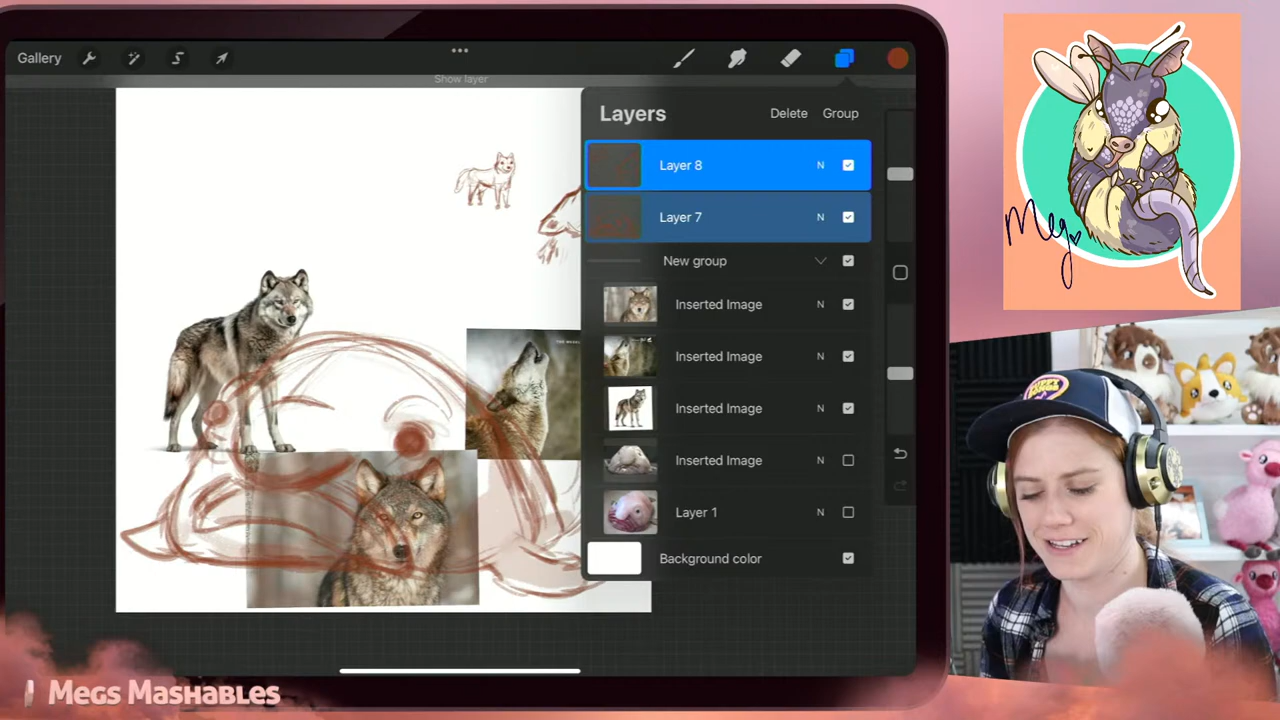 Gallery
Show layer
Layers
Delete Group
Layer 8 N
Layer 7 N
New group
Inserted Image N
Inserted Image N
Inserted Image N
Inserted Image N
Layer 1 N
Background color
Meg
Megs Mashables